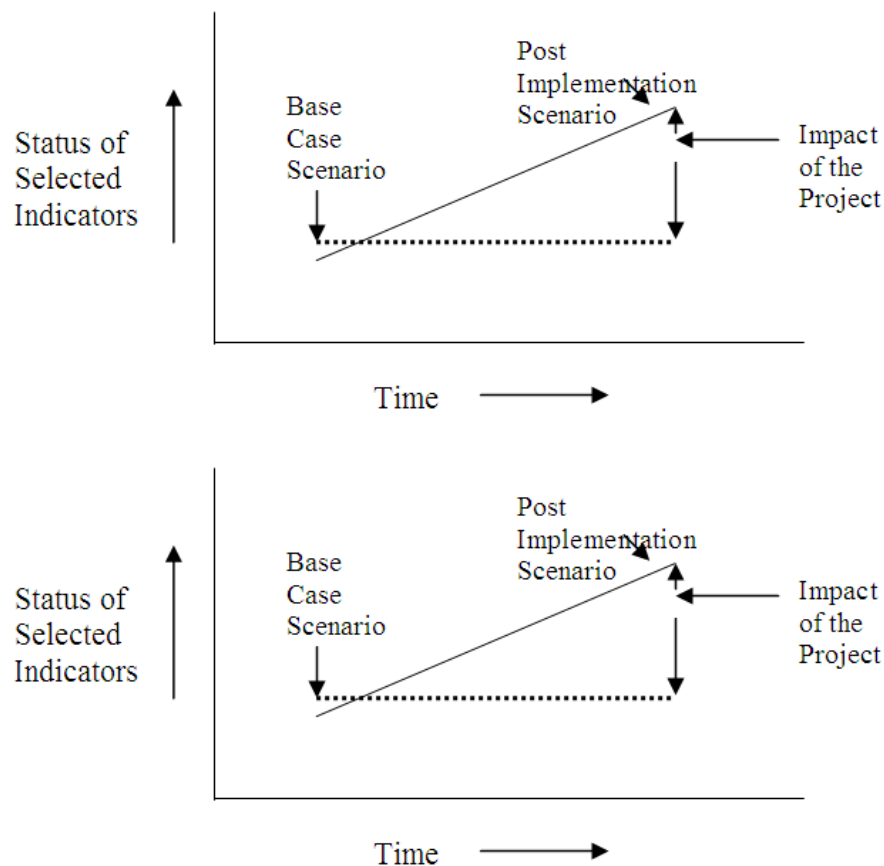 Post
Implementation
Scenario
Base
Case
Scenario
Status of
Selected
Indicators
Impact
of the
Project
Time
Post
Implementation
Scenario
Base
Case
Scenario
Status of
Selected
Indicators
Impact
of the
Project
Time